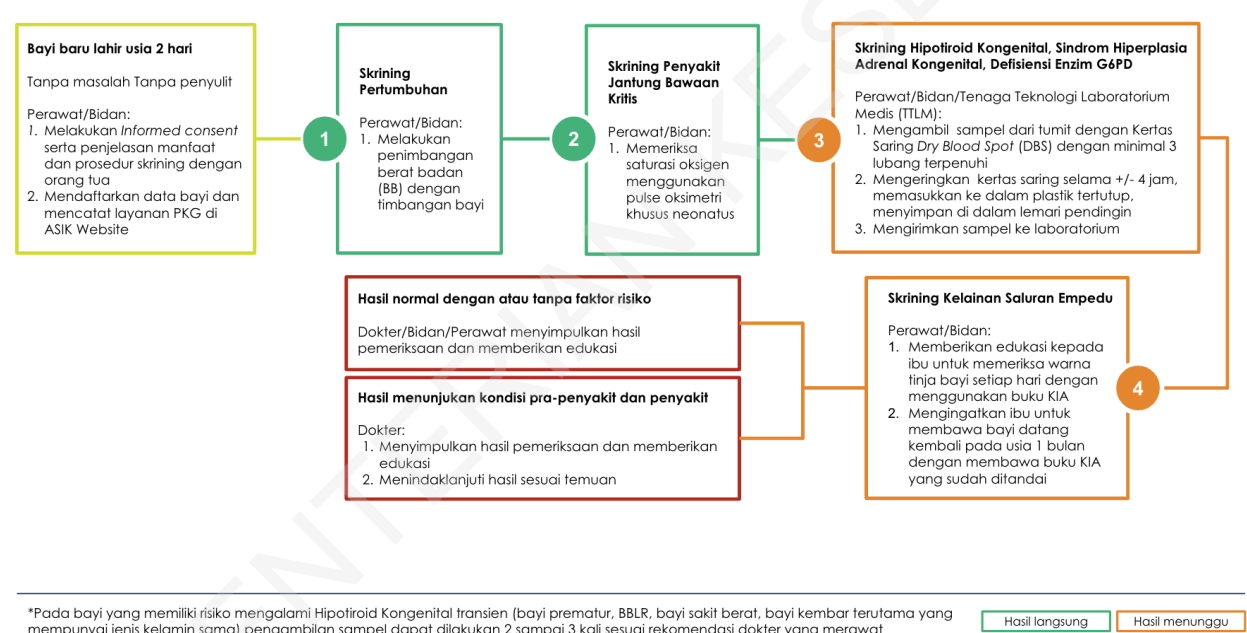 Bayi baru lahir usia 2 hari
Tanpa masalah Tanpa penyulit
Perawat/Bidan:
1. Melakukan Informed consent
serta penjelasan manfaat
dan prosedur skrining dengan
orang tua
2. Mendaftarkan data bayi dan
mencatat layanan PKG di
ASIK Website
1
Skrining
Pertumbuhan
Perawat/Bidan:
1. Melakukan
penimbangan
berat badan
(BB) dengan
timbangan bayi
2
Skrining Penyakit
Jantung Bawaan
Kritis
Perawat/Bidan:
1. Memeriksa
saturasi oksigen
menggunakan
pulse oksimetri
khusus neonatus
3
Skrining Hipotiroid Kongenital, Sindrom Hiperplasia
Adrenal Kongenital, Defisiensi Enzim G6PD
Perawat/Bidan/Tenaga Teknologi Laboratorium
Medis (TTLM):
1. Mengambil sampel dari tumit dengan Kertas
Saring Dry Blood Spot (DBS) dengan minimal 3
lubang terpenuhi
2. Mengeringkan kertas saring selama +/- 4 jam,
memasukkan ke dalam plastik tertutup,
menyimpan di dalam lemari pendingin
3. Mengirimkan sampel ke laboratorium
4
Skrining Kelainan Saluran Empedu
Perawat/Bidan:
1. Memberikan edukasi kepada
ibu untuk memeriksa warna
tinja bayi setiap hari dengan
menggunakan buku KIA
2. Mengingatkan ibu untuk
membawa bayi datang
kembali pada usia 1 bulan
dengan membawa buku KIA
yang sudah ditandai
Hasil normal dengan atau tanpa faktor risiko
Dokter/Bidan/Perawat menyimpulkan hasil
pemeriksaan dan memberikan edukasi
Hasil menunjukan kondisi pra-penyakit dan penyakit
Dokter:
1. Menyimpulkan hasil pemeriksaan dan memberikan
edukasi
2. Menindaklanjuti hasil sesuai temuan
*Pada bayi yang memiliki risiko mengalami Hipotiroid Kongenital transien (bayi prematur, BBLR, bayi sakit berat, bayi kembar terutama yang
mempunyai jenis kelamin sama) pengambilan sampel dapat dilakukan 2 sampai 3 kali sesuai rekomendasi dokter yang merawat
Hasil langsung
Hasil menunggu
ENTERIAN KES